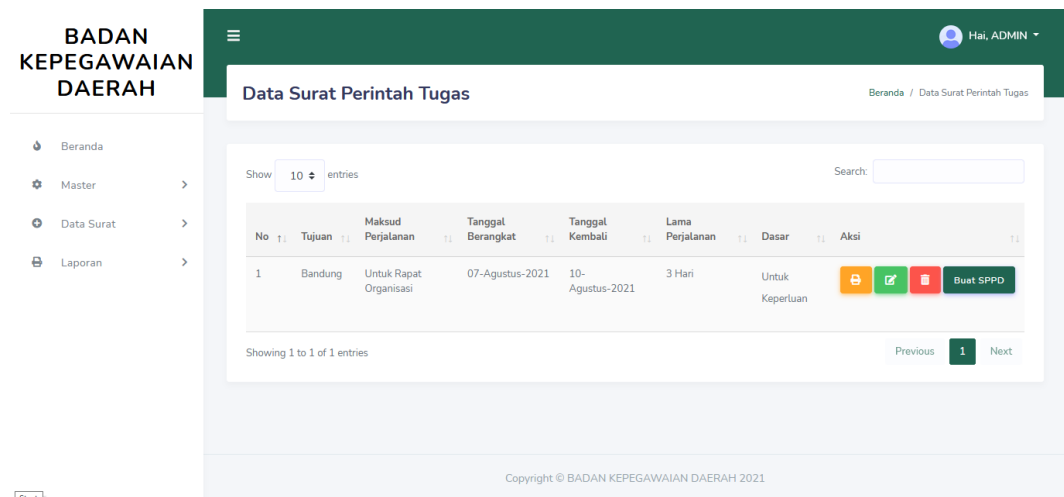 BADAN
KEPEGAWAIAN
DAERAH
Hai, ADMIN
Data Surat Perintah Tugas
Beranda / Data Surat Perintah Tugas
Beranda
Master
Data Surat
Laporan
Show 10 entries
Search:
No Tujuan Maksud Perjalanan Tanggal Berangkat Tanggal Kembali Lama Perjalanan Dasar Aksi
1 Bandung Untuk Rapat Organisasi 07-Agustus-2021 10-Agustus-2021 3 Hari Untuk Keperluan Buat SPPD
Showing 1 to 1 of 1 entries
Previous 1 Next
Copyright © BADAN KEPEGAWAIAN DAERAH 2021